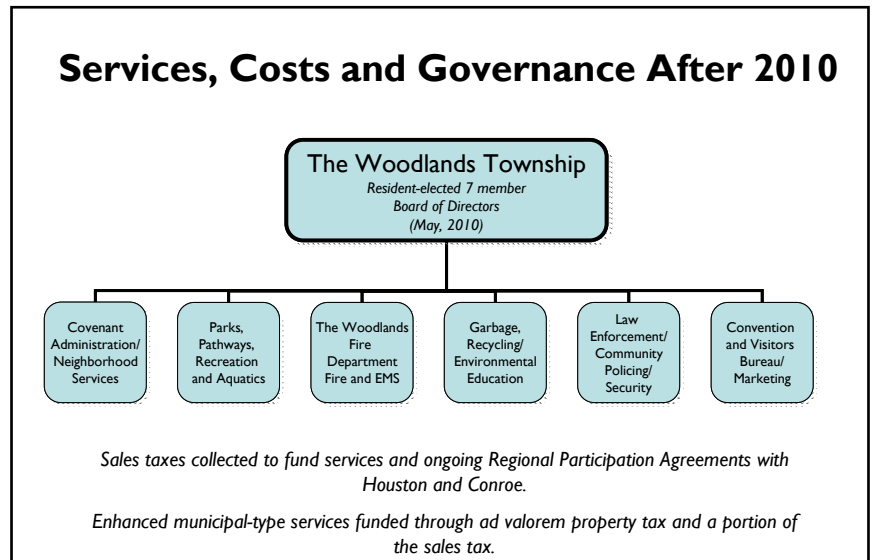 Services, Costs and Governance After 2010
The Woodlands Township
Resident-elected 7 member
Board of Directors
(May, 2010)
Covenant
Administration/
Neighborhood
Services
Parks,
Pathways,
Recreation
and Aquatics
The Woodlands
Fire
Department
Fire and EMS
Garbage,
Recycling/
Environmental
Education
Law
Enforcement/
Community
Policing/
Security
Convention
and Visitors
Bureau/
Marketing
Sales taxes collected to fund services and ongoing Regional Participation Agreements with
Houston and Conroe.
Enhanced municipal-type services funded through ad valorem property tax and a portion of
the sales tax.